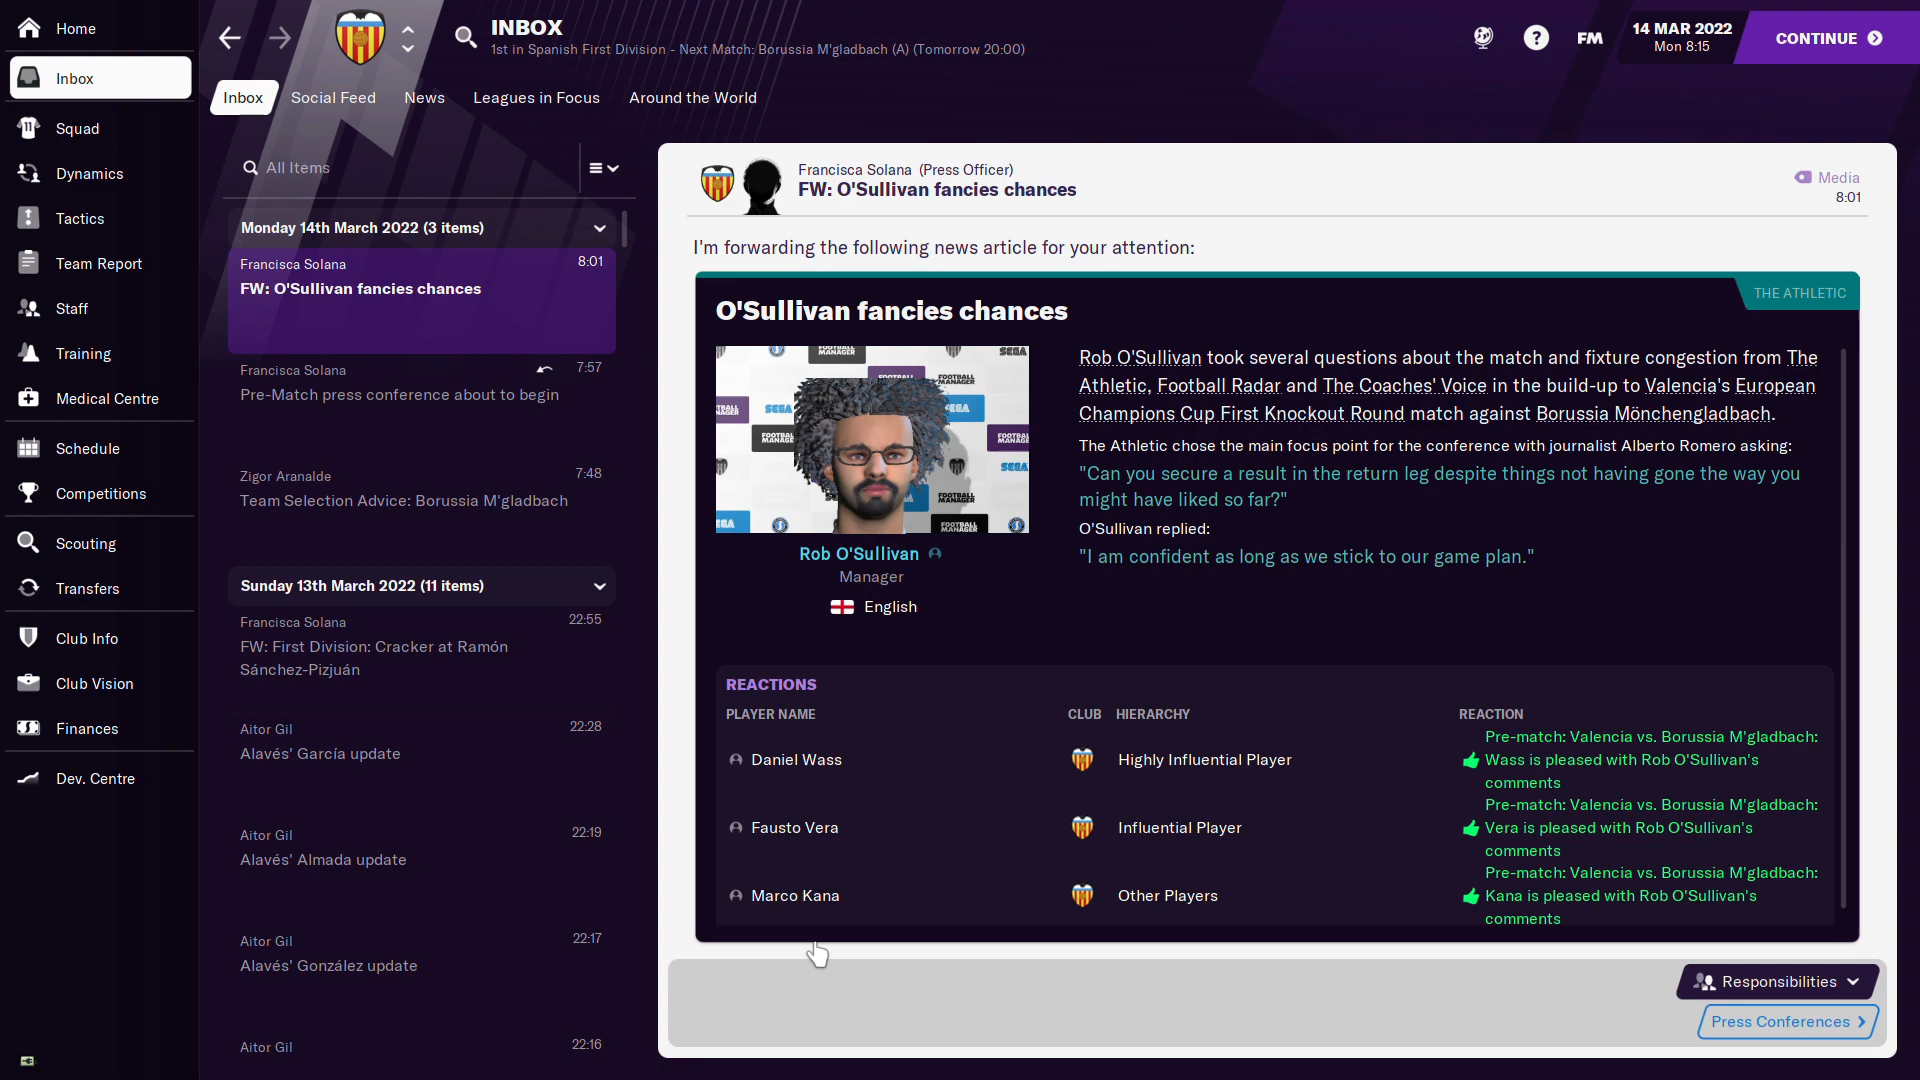 Home
Inbox
Squad
Dynamics
Tactics
Team Report
Staff
Training
Medical Centre
Schedule
Competitions
Scouting
Transfers
Club Info
Club Vision
Finances
Dev. Centre
INBOX
1st in Spanish First Division - Next Match: Borussia M'gladbach (A) (Tomorrow 20:00)
FM
14 MAR 2022
Mon 8:15
CONTINUE
Inbox
Social Feed
News
Leagues in Focus
Around the World
All Items
Monday 14th March 2022 (3 items)
Francisca Solana 8:01
FW: O'Sullivan fancies chances
Francisca Solana 7:57
Pre-Match press conference about to begin
Zigor Aranalde 7:48
Team Selection Advice: Borussia M'gladbach
Sunday 13th March 2022 (11 items)
Francisca Solana 22:55
FW: First Division: Cracker at Ramón
Sánchez-Pizjuán
Aitor Gil 22:28
Alavés' García update
Aitor Gil 22:19
Alavés' Almada update
Aitor Gil 22:17
Alavés' González update
Aitor Gil 22:16
Francisca Solana (Press Officer)
FW: O'Sullivan fancies chances
Media
8:01
I'm forwarding the following news article for your attention:
THE ATHLETIC
O'Sullivan fancies chances
Rob O'Sullivan
Manager
English
Rob O'Sullivan took several questions about the match and fixture congestion from The
Athletic, Football Radar and The Coaches' Voice in the build-up to Valencia's European
Champions Cup First Knockout Round match against Borussia Mönchengladbach.
The Athletic chose the main focus point for the conference with journalist Alberto Romero asking:
"Can you secure a result in the return leg despite things not having gone the way you
might have liked so far?"
O'Sullivan replied:
"I am confident as long as we stick to our game plan."
REACTIONS
PLAYER NAME CLUB HIERARCHY REACTION
Daniel Wass Highly Influential Player
Pre-match: Valencia vs. Borussia M'gladbach:
Wass is pleased with Rob O'Sullivan's
comments
Fausto Vera Influential Player
Pre-match: Valencia vs. Borussia M'gladbach:
Vera is pleased with Rob O'Sullivan's
comments
Marco Kana Other Players
Pre-match: Valencia vs. Borussia M'gladbach:
Kana is pleased with Rob O'Sullivan's
comments
Responsibilities
Press Conferences